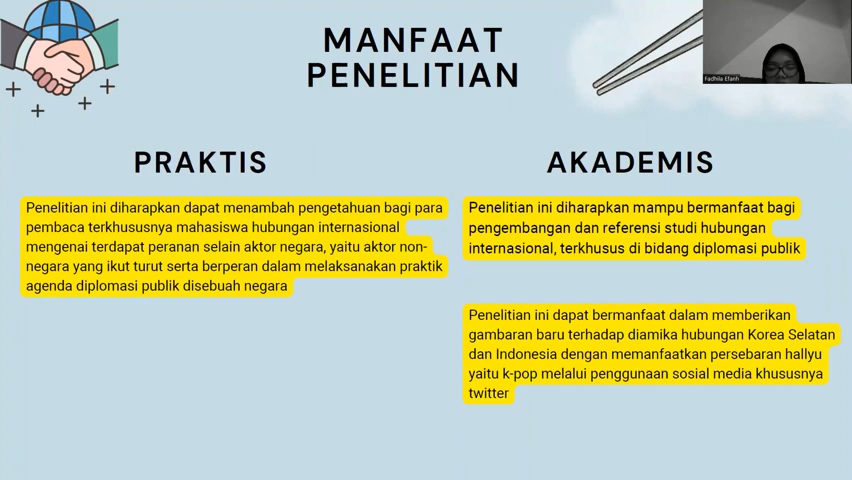 MANFAAT
PENELITIAN
Fadhila Efanh
PRAKTIS
Penelitian ini diharapkan dapat menambah pengetahuan bagi para
pembaca terkhususnya mahasiswa hubungan internasional
mengenai terdapat peranan selain aktor negara, yaitu aktor non-
negara yang ikut turut serta berperan dalam melaksanakan praktik
agenda diplomasi publik disebuah negara
AKADEMIS
Penelitian ini diharapkan mampu bermanfaat bagi
pengembangan dan referensi studi hubungan
internasional, terkhusus di bidang diplomasi publik
Penelitian ini dapat bermanfaat dalam memberikan
gambaran baru terhadap diamika hubungan Korea Selatan
dan Indonesia dengan memanfaatkan persebaran hallyu
yaitu k-pop melalui penggunaan sosial media khususnya
twitter